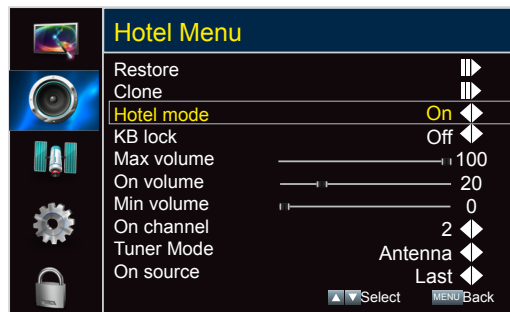 Hotel Menu
Restore
Clone
Hotel mode On
KB lock Off
Max volume 100
On volume 20
Min volume 0
On channel 2
Tuner Mode Antenna
On source Last
Select MENU Back